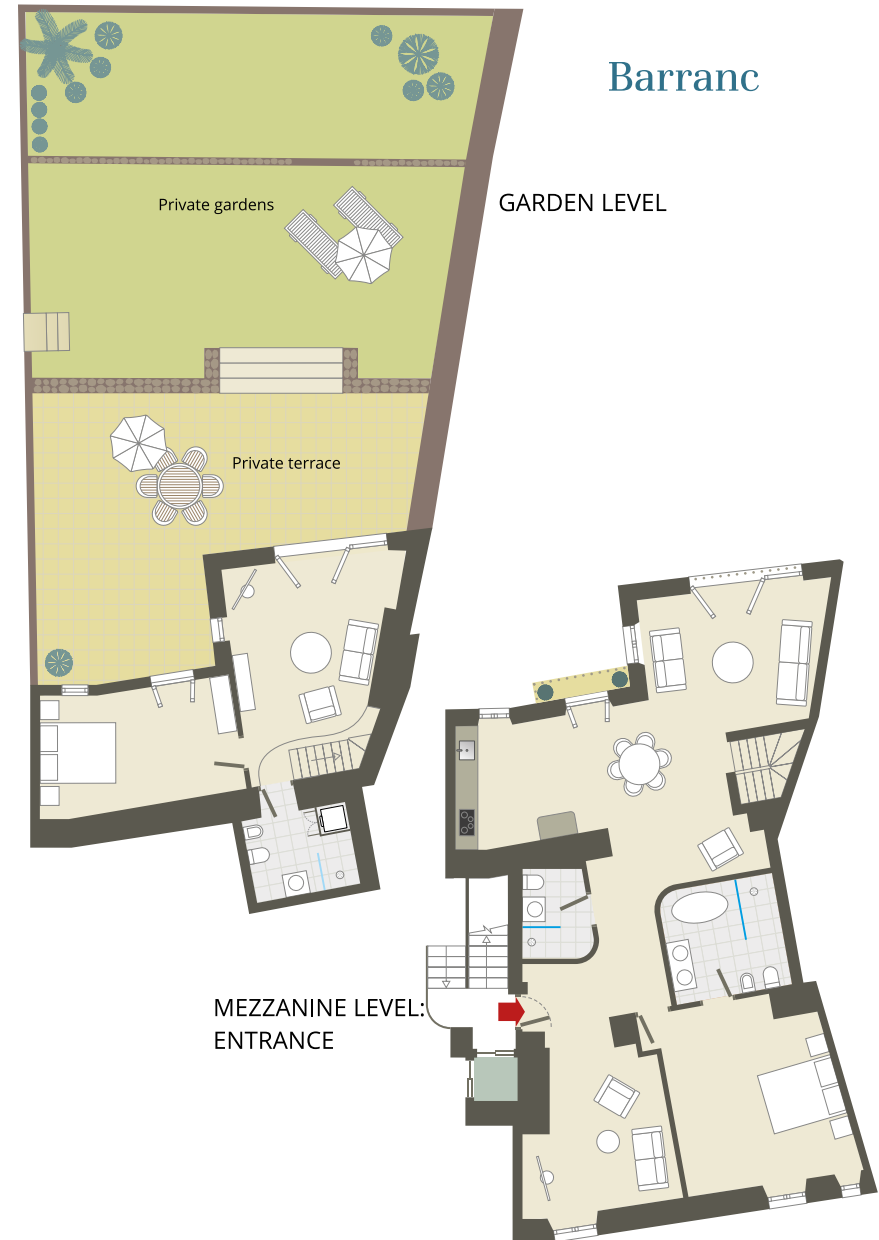 Barranc
Private gardens
GARDEN LEVEL
Private terrace
MEZZANINE LEVEL:
ENTRANCE